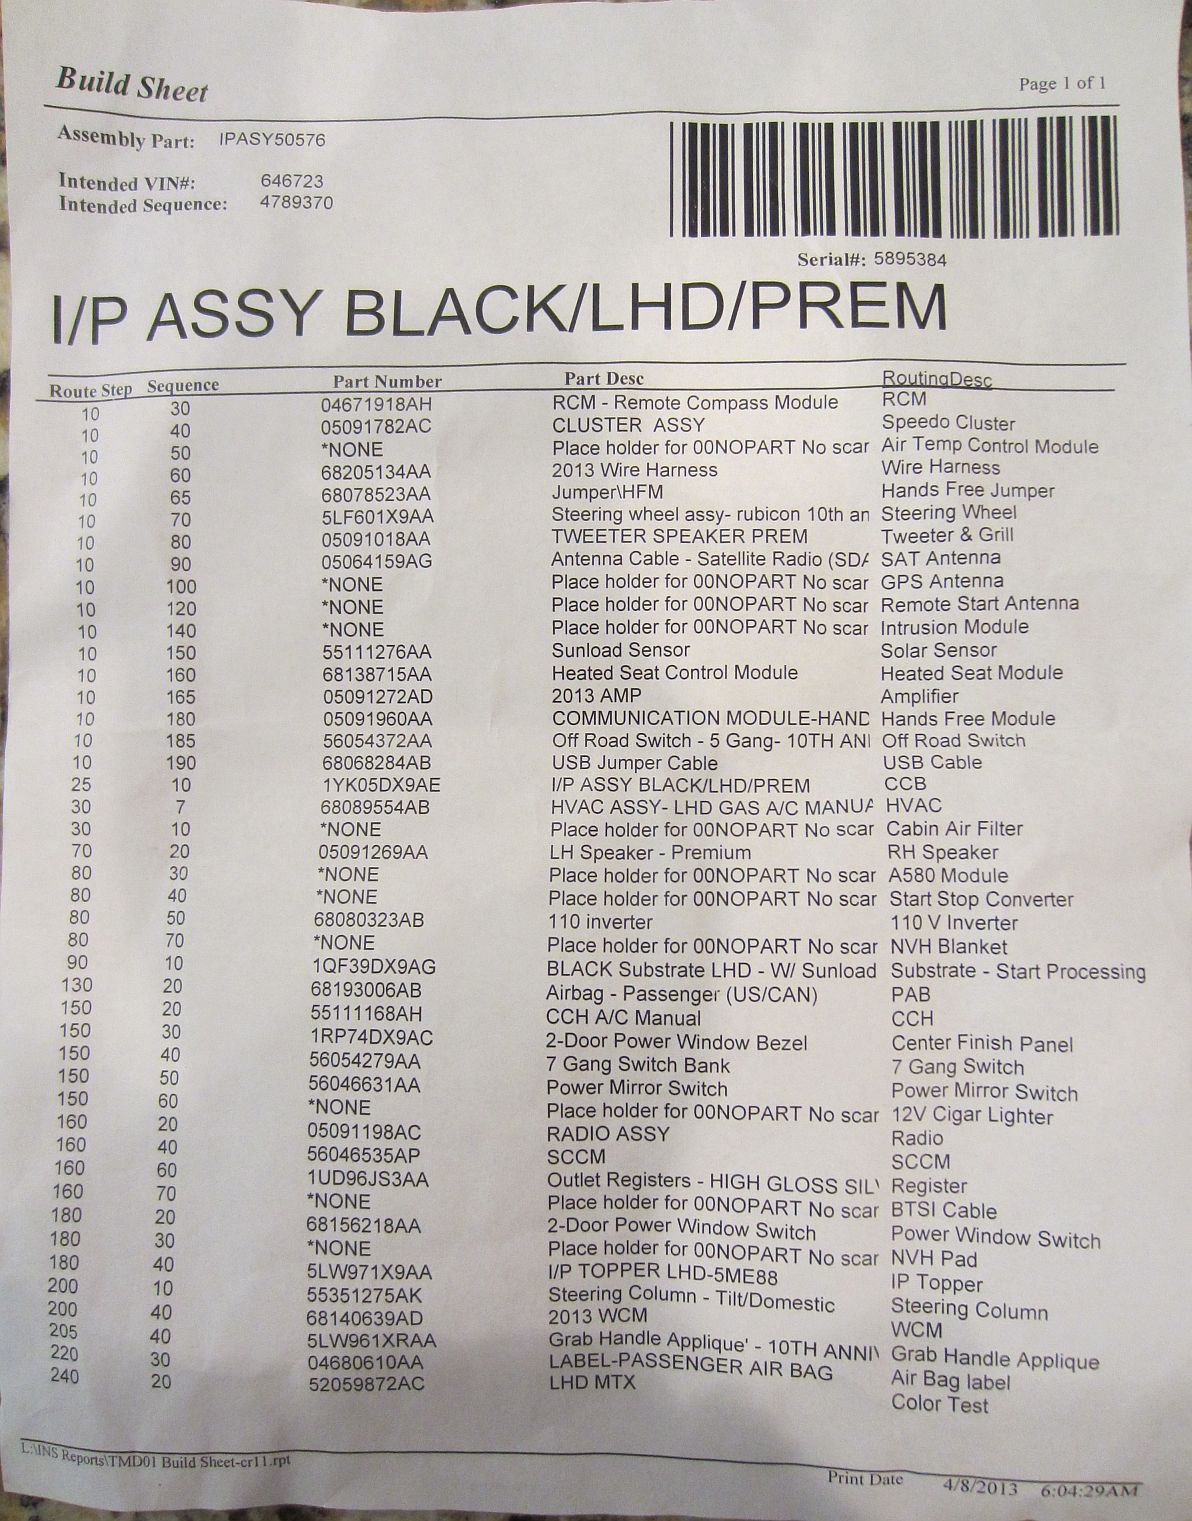 Build Sheet
Page 1 of 1
Assembly Part: IPASY50576
Intended VIN#: 646723
Intended Sequence: 4789370
Serial#: 5895384
I/P ASSY BLACK/LHD/PREM
Route Step Sequence Part Number Part Desc RoutingDesc
10 30 04671918AH RCM - Remote Compass Module RCM
10 40 05091782AC CLUSTER ASSY Speedo Cluster
10 50 *NONE Place holder for 00NOPART No scar Air Temp Control Module
10 60 68205134AA 2013 Wire Harness Wire Harness
10 65 68078523AA Jumper\HFM Hands Free Jumper
10 70 5LF601X9AA Steering wheel assy- rubicon 10th an Steering Wheel
10 80 05091018AA TWEETER SPEAKER PREM Tweeter & Grill
10 90 05064159AG Antenna Cable - Satellite Radio (SDA SAT Antenna
10 100 *NONE Place holder for 00NOPART No scar GPS Antenna
10 120 *NONE Place holder for 00NOPART No scar Remote Start Antenna
10 140 *NONE Place holder for 00NOPART No scar Intrusion Module
10 150 55111276AA Sunload Sensor Solar Sensor
10 160 68138715AA Heated Seat Control Module Heated Seat Module
10 165 05091272AD 2013 AMP Amplifier
10 180 05091960AA COMMUNICATION MODULE-HAND Hands Free Module
10 185 56054372AA Off Road Switch - 5 Gang- 10TH ANI Off Road Switch
10 190 68068284AB USB Jumper Cable USB Cable
25 10 1YK05DX9AE I/P ASSY BLACK/LHD/PREM CCB
30 7 68089554AB HVAC ASSY- LHD GAS A/C MANUA HVAC
30 10 *NONE Place holder for 00NOPART No scar Cabin Air Filter
70 20 05091269AA LH Speaker - Premium RH Speaker
80 30 *NONE Place holder for 00NOPART No scar A580 Module
80 40 *NONE Place holder for 00NOPART No scar Start Stop Converter
80 50 68080323AB 110 inverter 110 V Inverter
80 70 *NONE Place holder for 00NOPART No scar NVH Blanket
90 10 1QF39DX9AG BLACK Substrate LHD - W/ Sunload Substrate - Start Processing
130 20 68193006AB Airbag - Passenger (US/CAN) PAB
150 20 55111168AH CCH A/C Manual CCH
150 30 1RP74DX9AC 2-Door Power Window Bezel Center Finish Panel
150 40 56054279AA 7 Gang Switch Bank 7 Gang Switch
150 50 56046631AA Power Mirror Switch Power Mirror Switch
150 60 *NONE Place holder for 00NOPART No scar 12V Cigar Lighter
160 20 05091198AC RADIO ASSY Radio
160 40 56046535AP SCCM SCCM
160 60 1UD96JS3AA Outlet Registers - HIGH GLOSS SIL\ Register
160 70 *NONE Place holder for 00NOPART No scar BTSI Cable
180 20 68156218AA 2-Door Power Window Switch Power Window Switch
180 30 *NONE Place holder for 00NOPART No scar NVH Pad
180 40 5LW971X9AA I/P TOPPER LHD-5ME88 IP Topper
200 10 55351275AK Steering Column - Tilt/Domestic Steering Column
200 40 68140639AD 2013 WCM WCM
205 40 5LW961XRAA Grab Handle Applique' - 10TH ANNI\ Grab Handle Applique
220 30 04680610AA LABEL-PASSENGER AIR BAG Air Bag label
240 20 52059872AC LHD MTX Color Test
L:\INS Reports\TMD01 Build Sheet-cr11.rpt
Print Date 4/8/2013 6:04:29AM